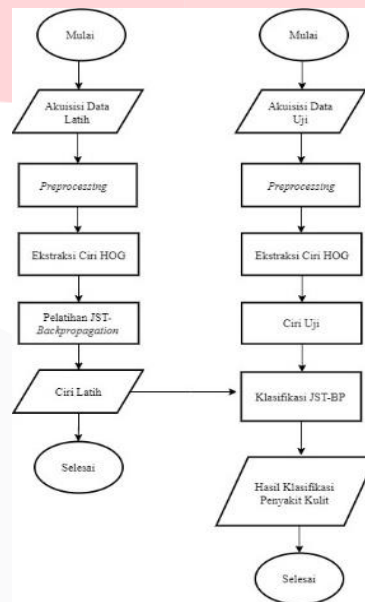 Mulai
Akuisisi Data
Latih
Preprocessing
Ekstraksi Ciri HOG
Pelatihan JST-
Backpropagation
Ciri Latih
Selesai
Mulai
Akuisisi Data
Uji
Preprocessing
Ekstraksi Ciri HOG
Ciri Uji
Klasifikasi JST-BP
Hasil Klasifikasi
Penyakit Kulit
Selesai